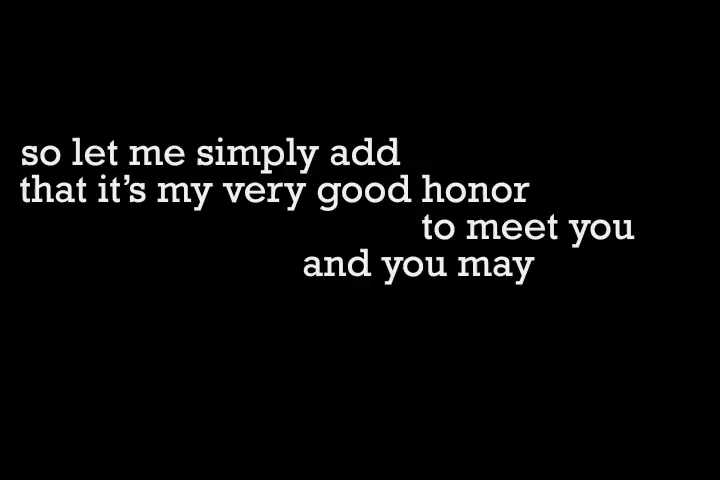 so let me simply add
that it’s my very good honor
to meet you
and you may